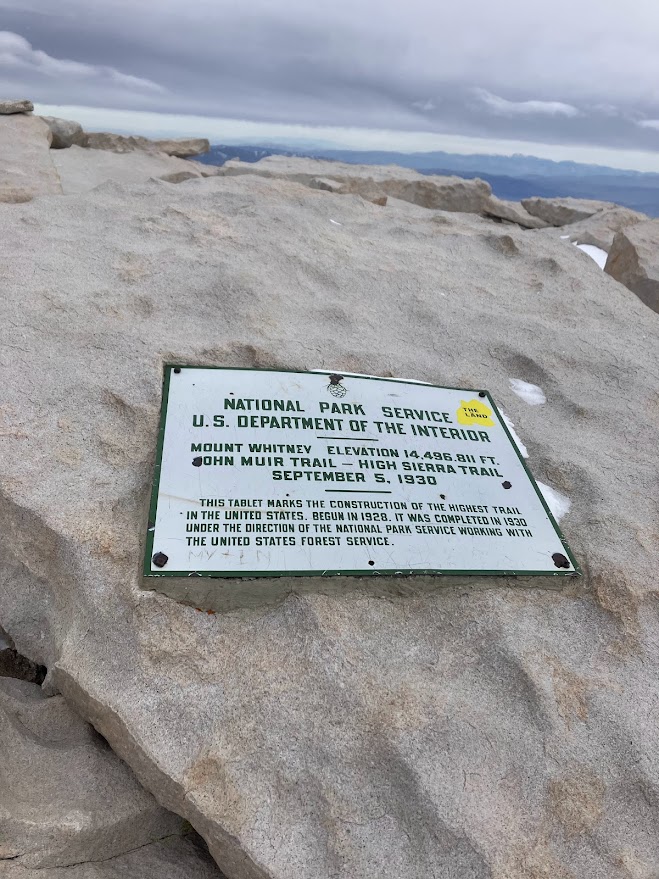 NATIONAL PARK SERVICE
U.S. DEPARTMENT OF THE INTERIOR
THE
LAND
MOUNT WHITNEY ELEVATION 14,496.811 FT.
JOHN MUIR TRAIL — HIGH SIERRA TRAIL
SEPTEMBER 5, 1930
THIS TABLET MARKS THE CONSTRUCTION OF THE HIGHEST TRAIL
IN THE UNITED STATES. BEGUN IN 1928, IT WAS COMPLETED IN 1930
UNDER THE DIRECTION OF THE NATIONAL PARK SERVICE WORKING WITH
THE UNITED STATES FOREST SERVICE.